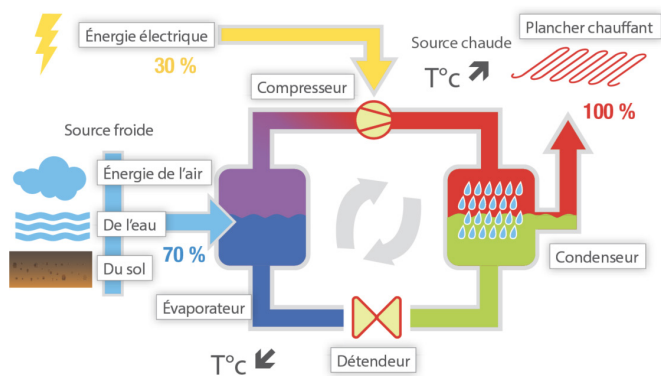 Énergie électrique
30 %
Source chaude
T°c
Plancher chauffant
100 %
Compresseur
Source froide
Énergie de l'air
De l'eau
70 %
Du sol
Condenseur
Évaporateur
Détendeur
T°c